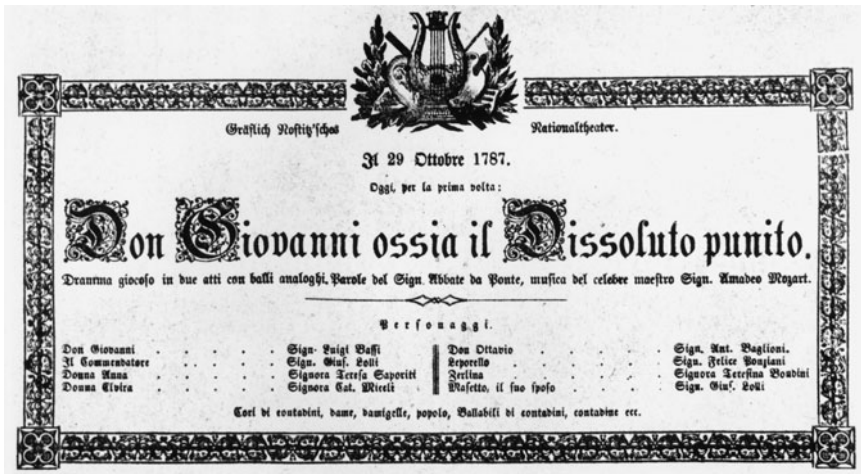 Gräflich Nostitz'sches Nationaltheater.
Il 29 Ottobre 1787.
Oggi, per la prima volta:
Don Giovanni ossia il Dissoluto punito.
Dramma giocoso in due atti con balli analoghi. Parole del Sign. Abbate da Ponte, musica del celebre maestro Sign. Amadeo Mozart.
Personaggi.
Don Giovanni . . . . . Sign. Luigi Bassi
Il Commendatore . . . . . Sign. Gius. Lolli
Donna Anna . . . . . Signora Teresa Saporiti
Donna Elvira . . . . . Signora Cat. Miceli
Don Ottavio . . . . . Sign. Ant. Baglioni.
Leporello . . . . . Sign. Felice Ponziani
Zerlina . . . . . Signora Teresina Bondini
Masetto, il suo sposo . . . . Sign. Gius. Lolli
Cori di contadini, dame, damigelle, popolo, Ballabili di contadini, contadine etc.